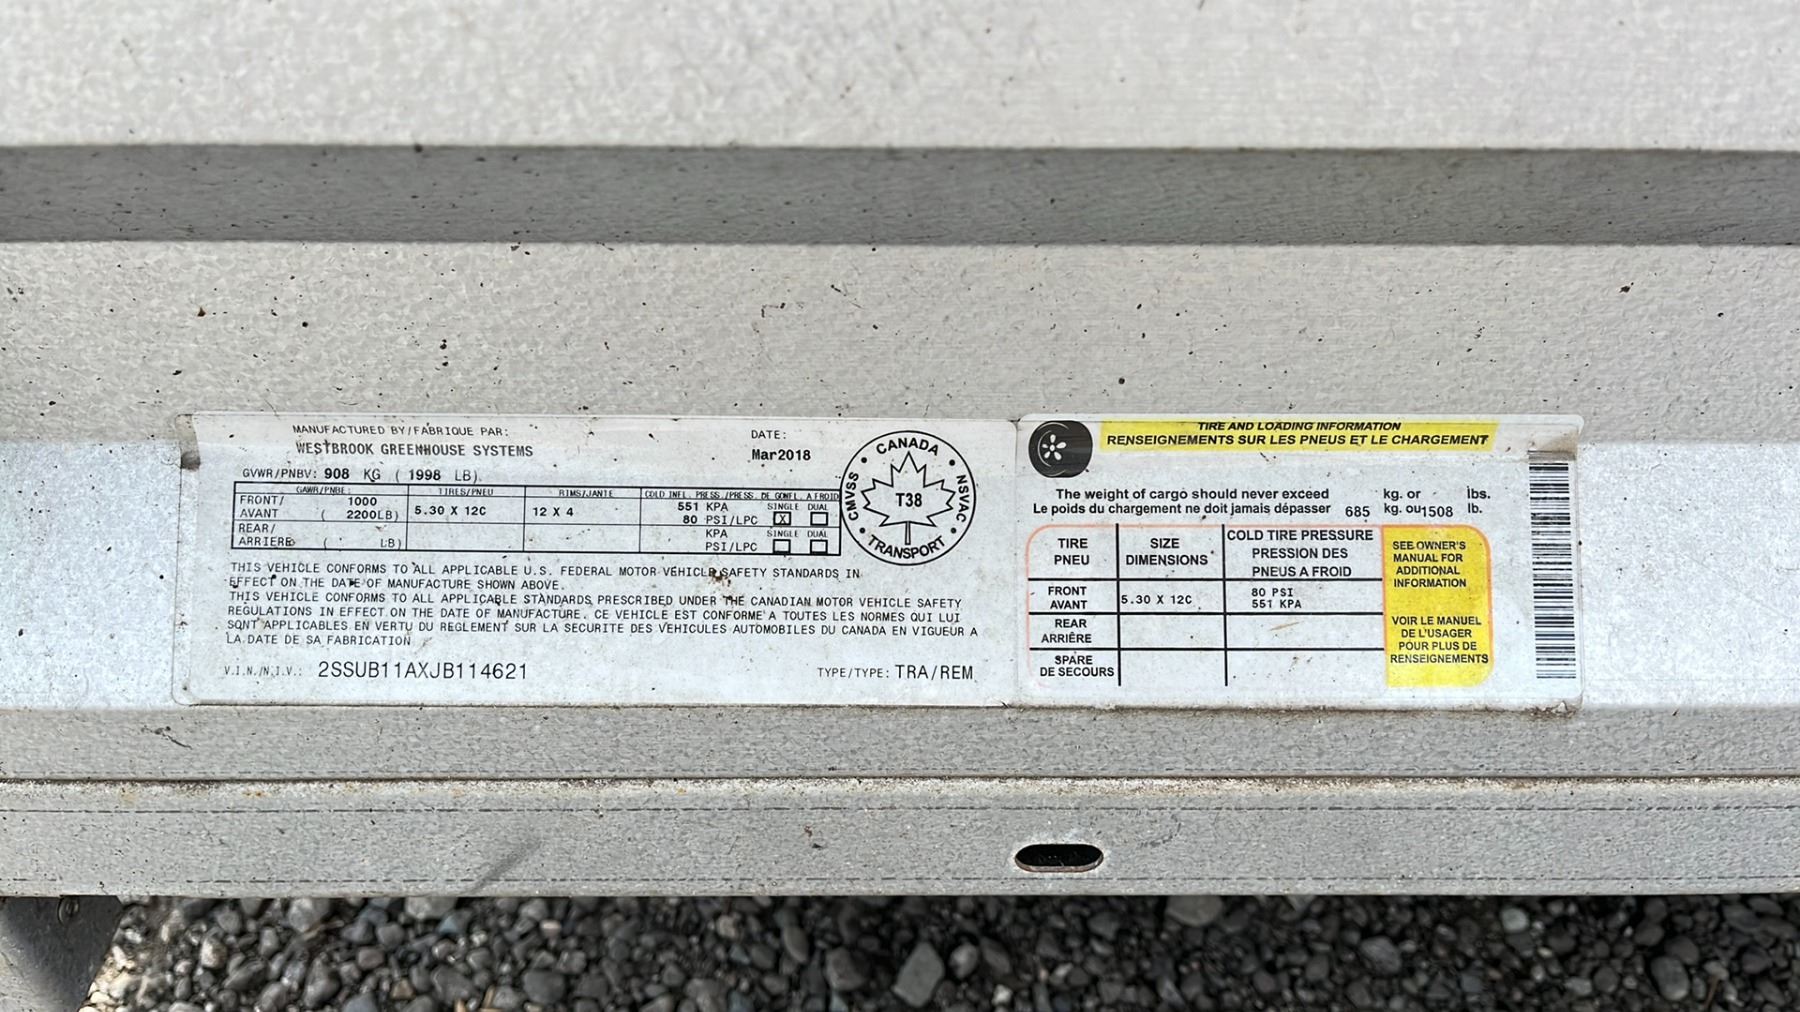 MANUFACTURED BY/FABRIQUE PAR:
WESTBROOK GREENHOUSE SYSTEMS
DATE:
Mar2018
GVWR/PNBV: 908 KG ( 1998 LB)
GAWR/PNBE TIRES/PNEU RIMS/JANTE COLD INFL. PRESS./PRESS. DE GONFL. A FROID
FRONT/ 1000 5.30 X 12C 12 X 4 551 KPA SINGLE DUAL
AVANT ( 2200LB) 80 PSI/LPC X
REAR/ KPA SINGLE DUAL
ARRIERE ( LB) PSI/LPC
CANADA
CMVSS
NSVAC
T38
TRANSPORT
THIS VEHICLE CONFORMS TO ALL APPLICABLE U.S. FEDERAL MOTOR VEHICLE SAFETY STANDARDS IN
EFFECT ON THE DATE OF MANUFACTURE SHOWN ABOVE.
THIS VEHICLE CONFORMS TO ALL APPLICABLE STANDARDS PRESCRIBED UNDER THE CANADIAN MOTOR VEHICLE SAFETY
REGULATIONS IN EFFECT ON THE DATE OF MANUFACTURE. CE VEHICLE EST CONFORME A TOUTES LES NORMES QUI LUI
SONT APPLICABLES EN VERTU DU REGLEMENT SUR LA SECURITE DES VEHICULES AUTOMOBILES DU CANADA EN VIGUEUR A
LA DATE DE SA FABRICATION
V.I.N./N.I.V.: 2SSUB11AXJB114621 TYPE/TYPE: TRA/REM
TIRE AND LOADING INFORMATION
RENSEIGNEMENTS SUR LES PNEUS ET LE CHARGEMENT
The weight of cargo should never exceed kg. or lbs.
Le poids du chargement ne doit jamais dépasser 685 kg. ou 1508 lb.
TIRE SIZE COLD TIRE PRESSURE
PNEU DIMENSIONS PRESSION DES
PNEUS A FROID
FRONT 5.30 X 12C 80 PSI
AVANT 551 KPA
REAR
ARRIÈRE
SPARE
DE SECOURS
SEE OWNER'S
MANUAL FOR
ADDITIONAL
INFORMATION
VOIR LE MANUEL
DE L'USAGER
POUR PLUS DE
RENSEIGNEMENTS